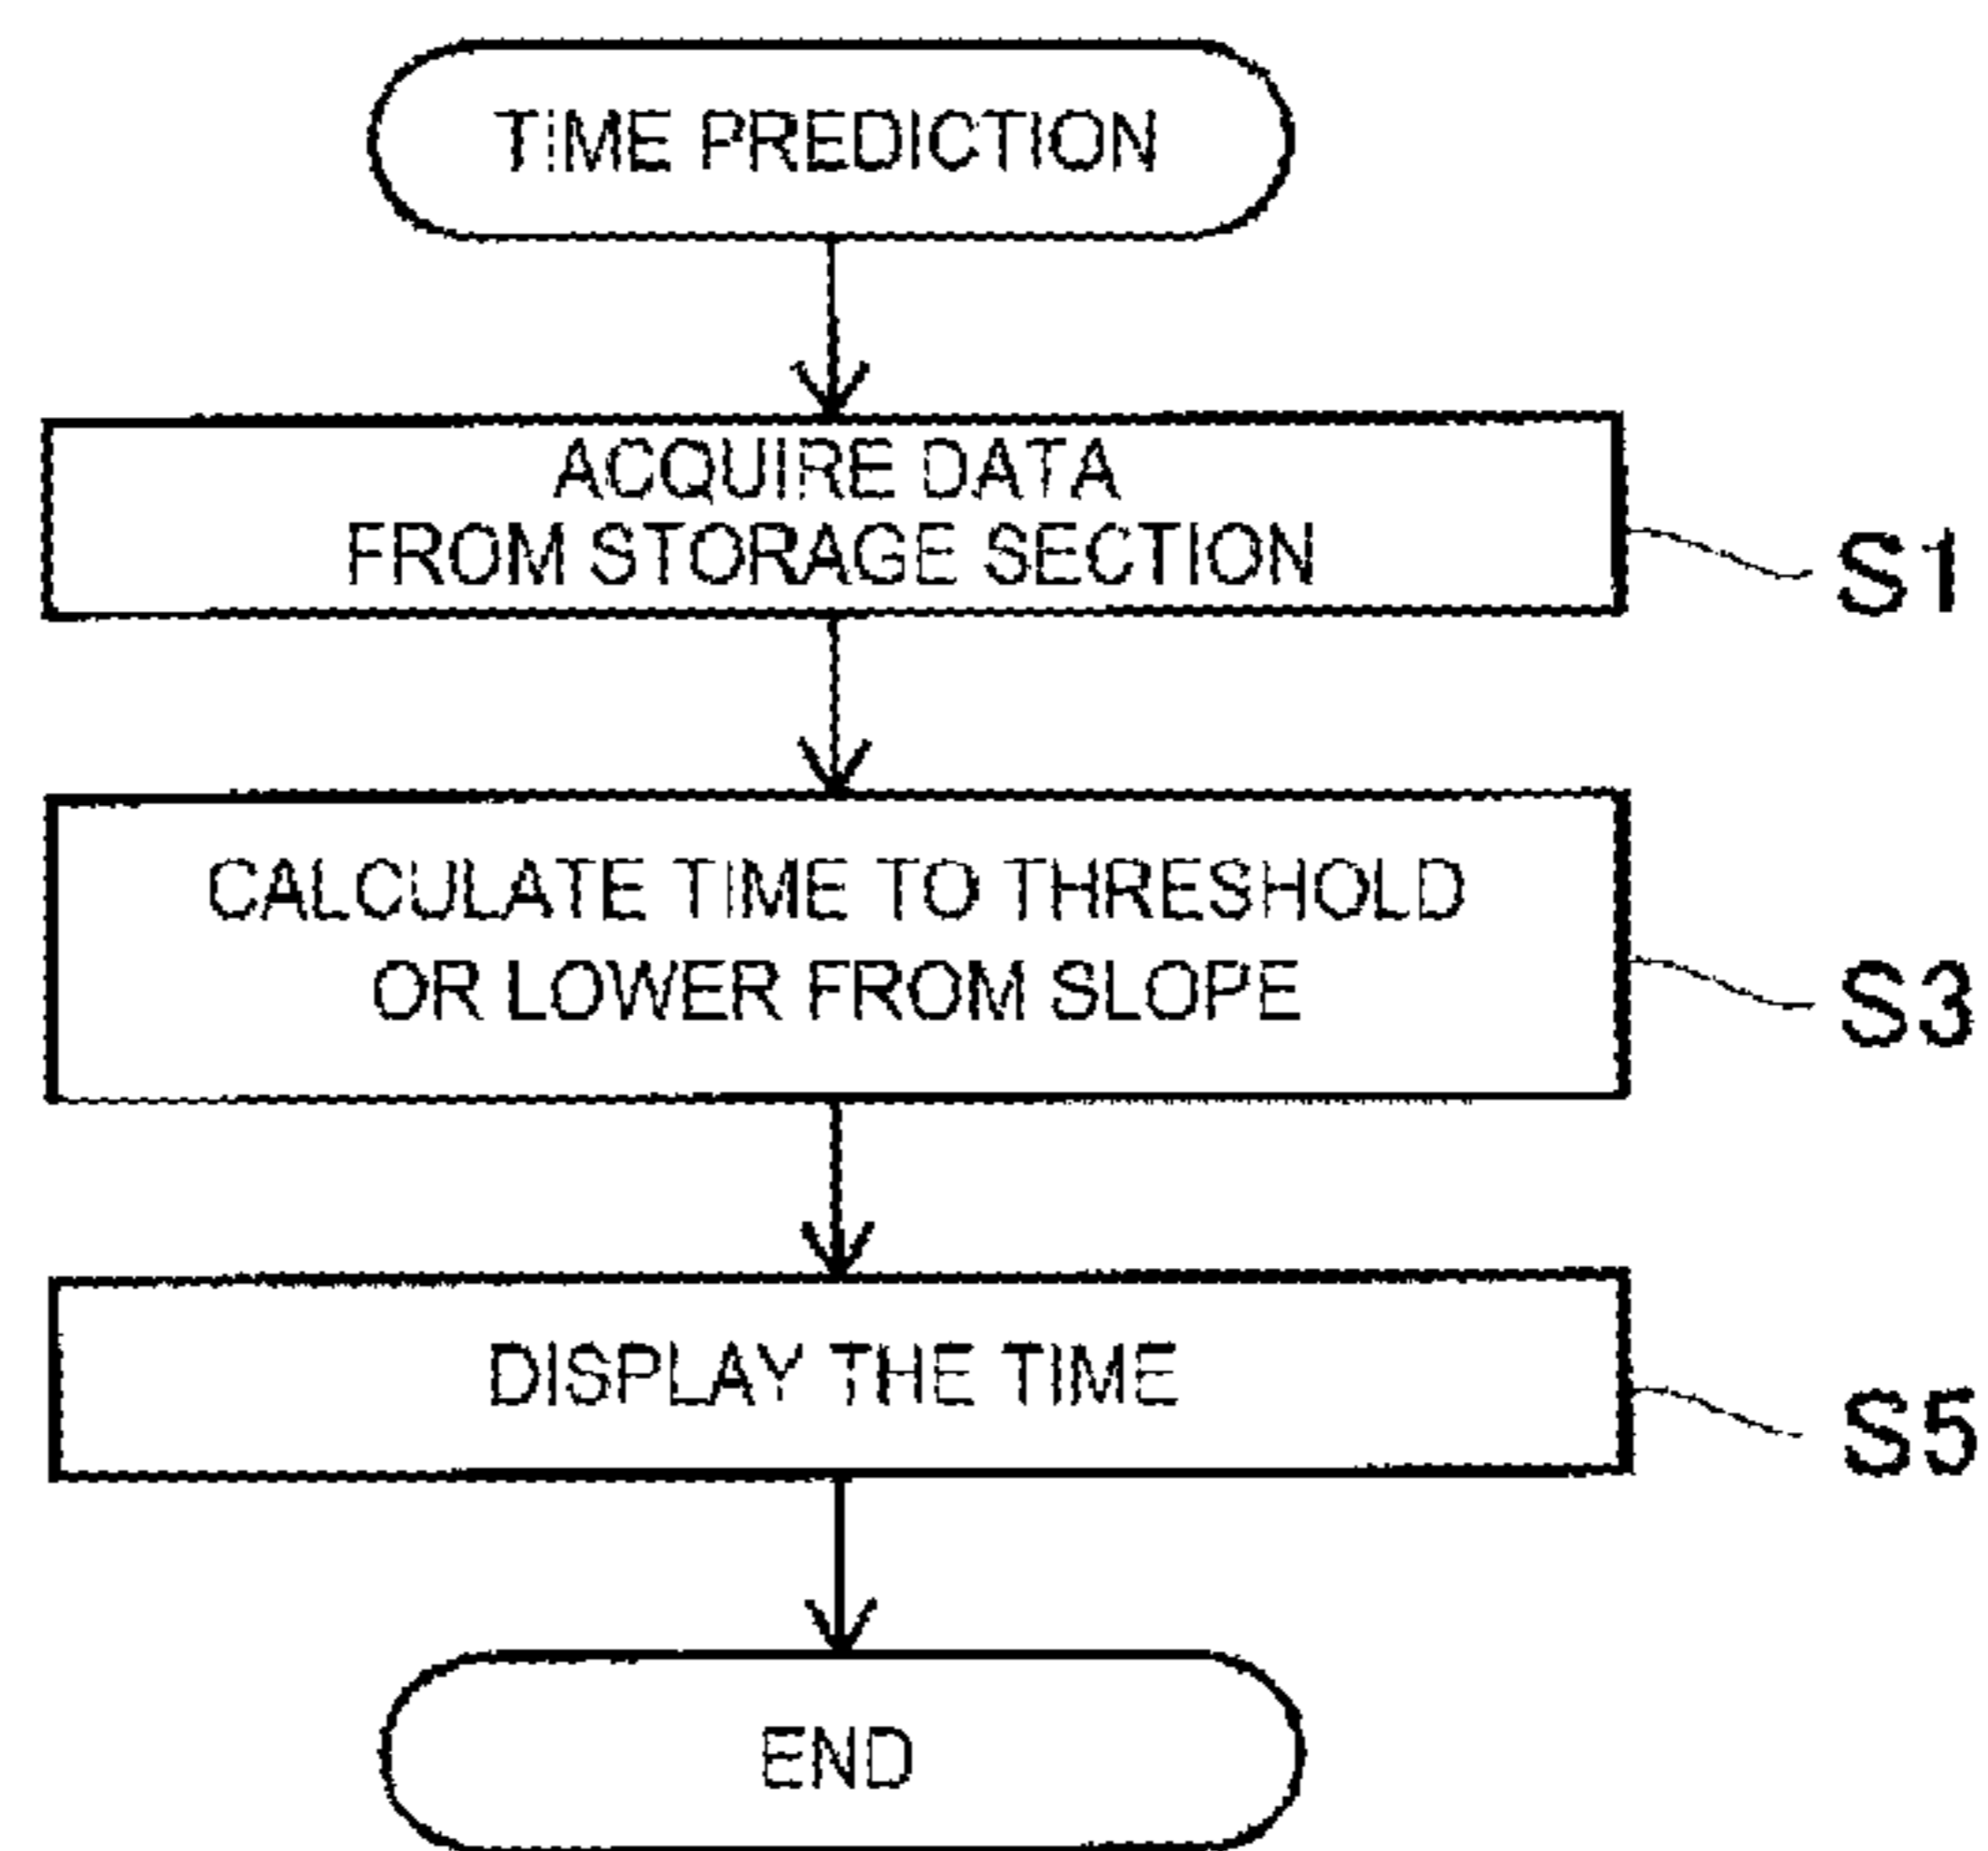 TIME PREDICTION
ACQUIRE DATA
FROM STORAGE SECTION
S1
CALCULATE TIME TO THRESHOLD
OR LOWER FROM SLOPE
S3
DISPLAY THE TIME
S5
END